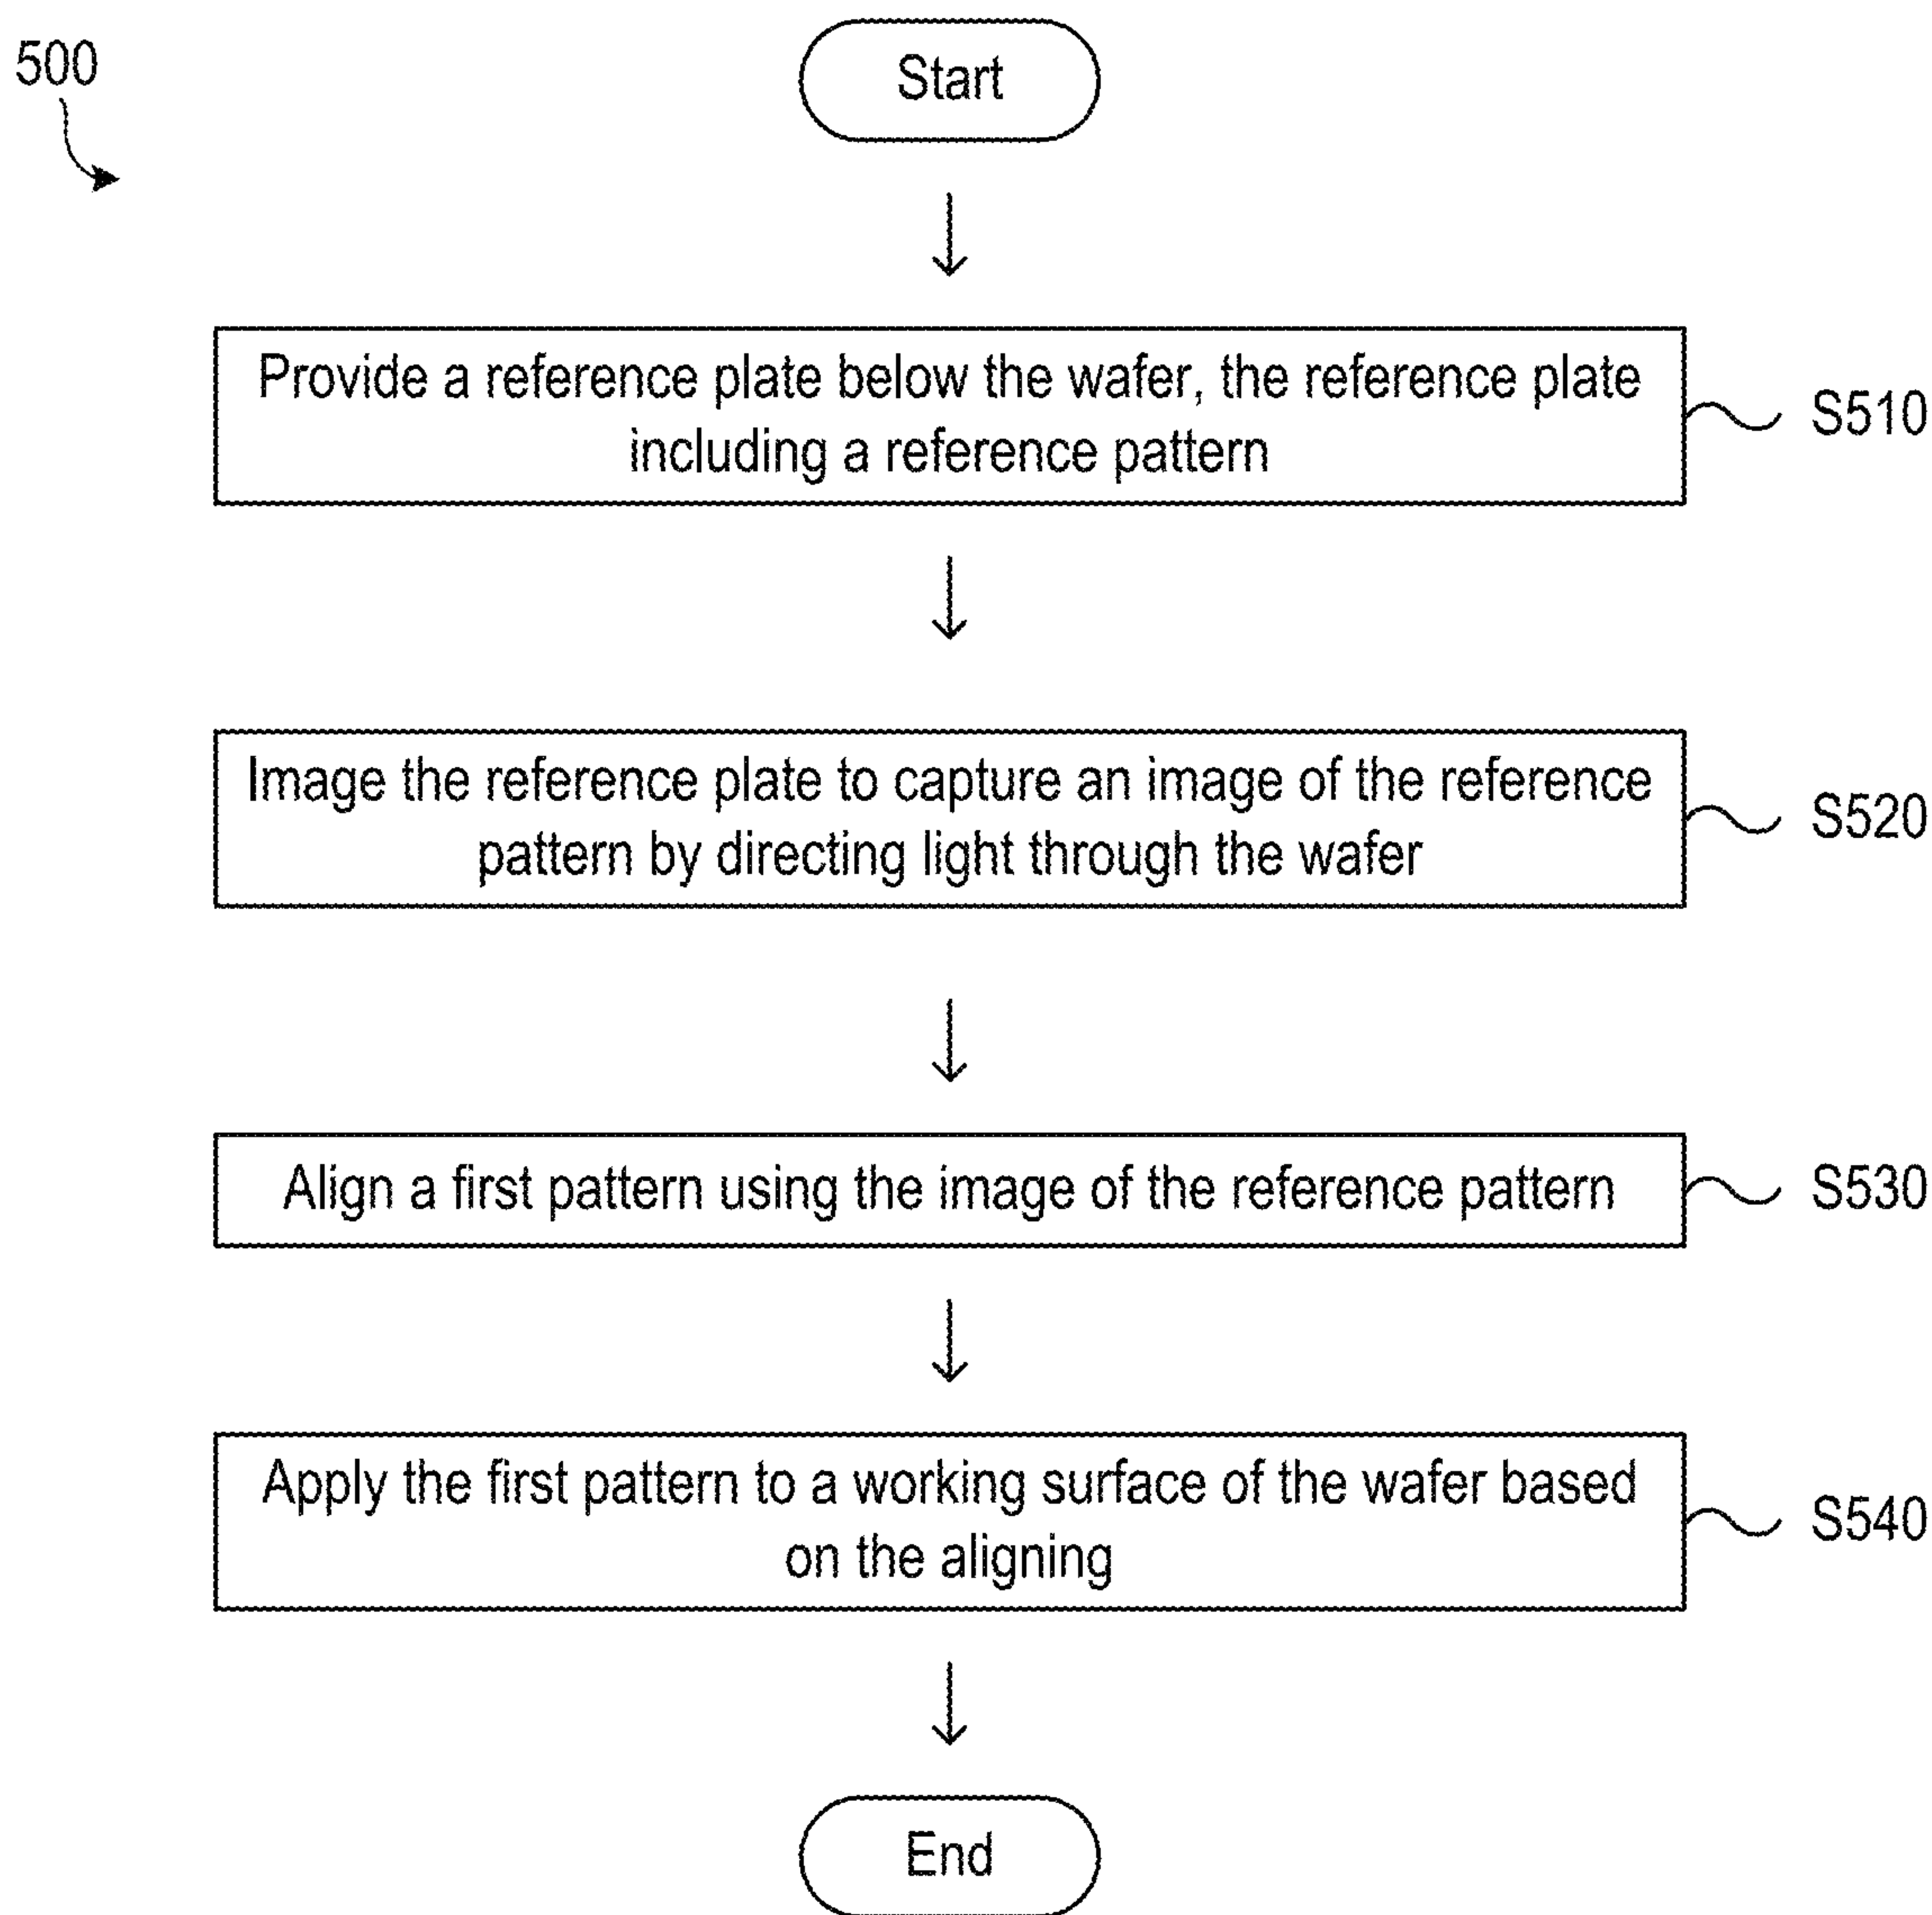 500
Start
Provide a reference plate below the wafer, the reference plate
including a reference pattern
S510
Image the reference plate to capture an image of the reference
pattern by directing light through the wafer
S520
Align a first pattern using the image of the reference pattern
S530
Apply the first pattern to a working surface of the wafer based
on the aligning
S540
End